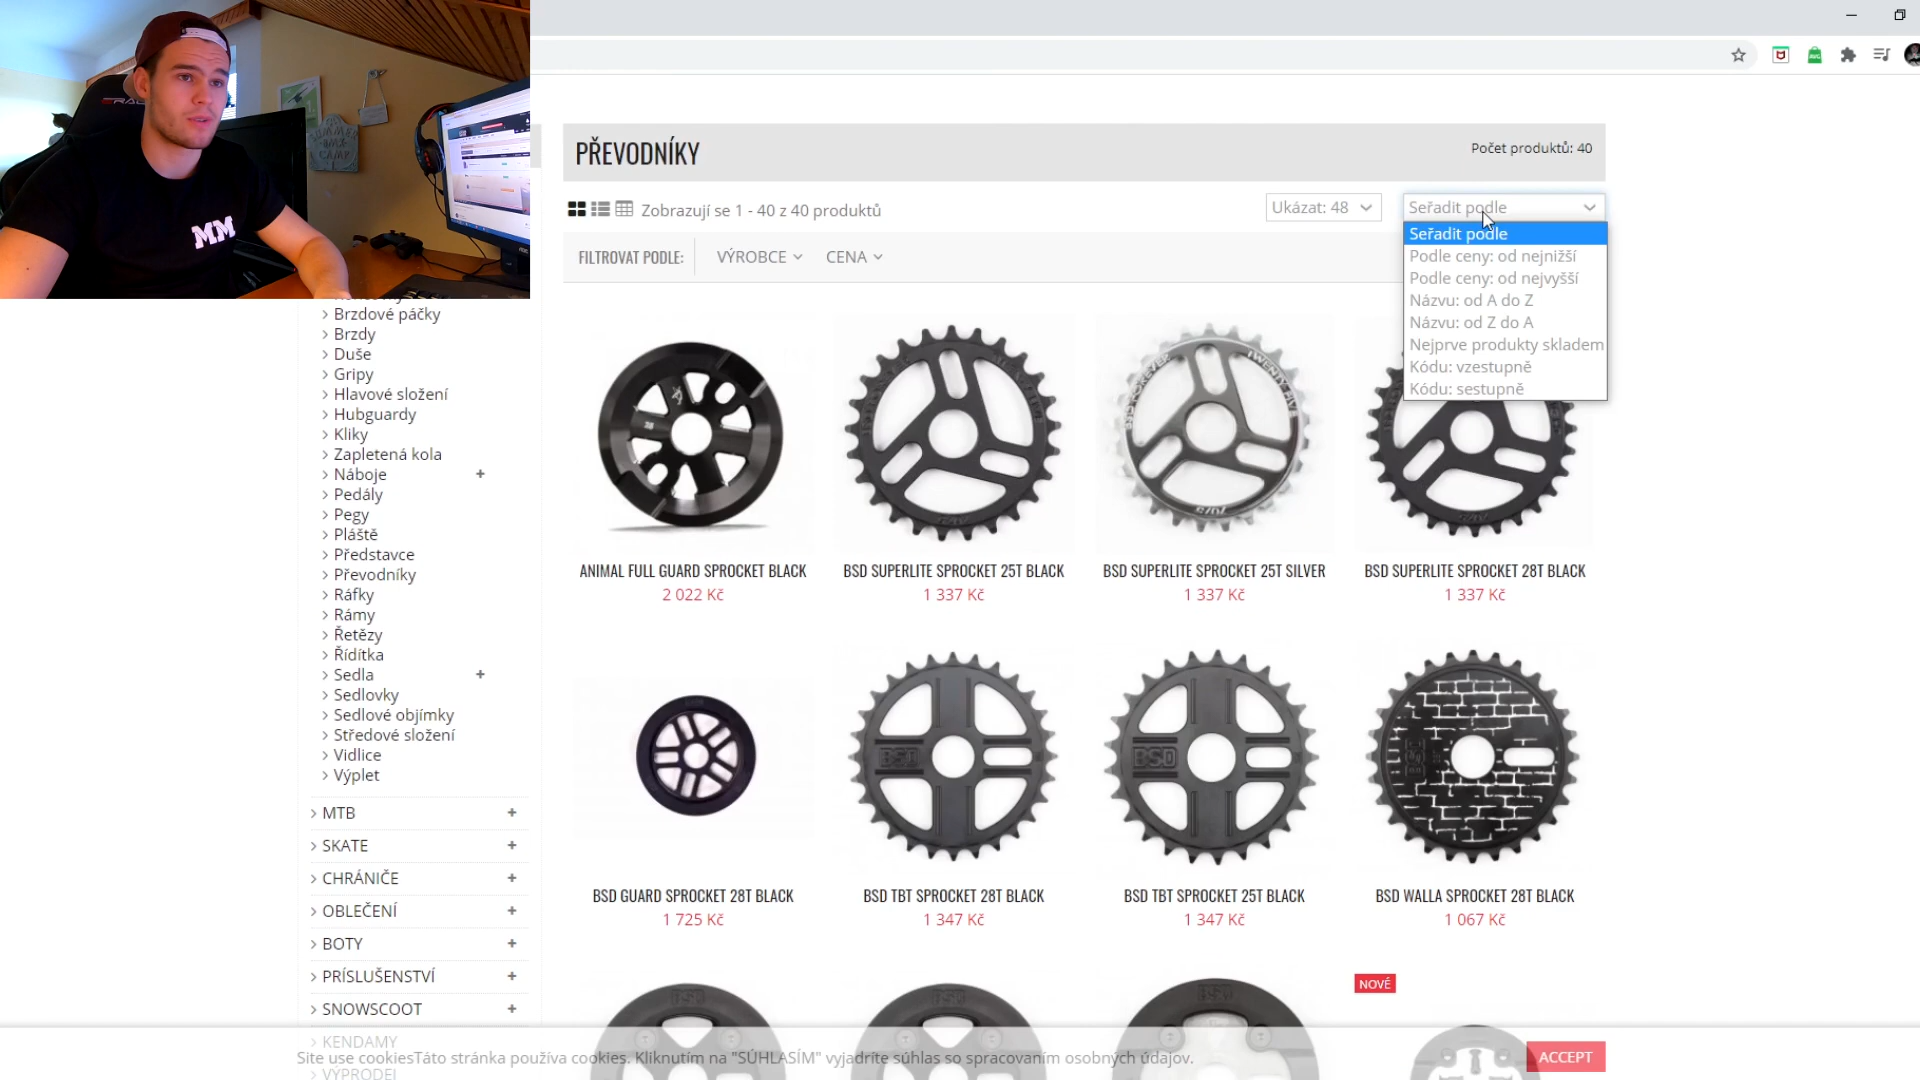 SUMMER
BMX
CAMP
MM
PŘEVODNÍKY
Počet produktů: 40
Zobrazují se 1 - 40 z 40 produktů
Ukázat: 48
Seřadit podle
FILTROVAT PODLE:
VÝROBCE
CENA
Seřadit podle
Podle ceny: od nejnižší
Podle ceny: od nejvyšší
Názvu: od A do Z
Názvu: od Z do A
Nejprve produkty skladem
Kódu: vzestupně
Kódu: sestupně
Brzdové páčky
Brzdy
Duše
Gripy
Hlavové složení
Hubguardy
Kliky
Zapletená kola
Náboje +
Pedály
Pegy
Pláště
Představce
Převodníky
Ráfky
Rámy
Řetězy
Řídítka
Sedla +
Sedlovky
Sedlové objímky
Středové složení
Vidlice
Výplet
MTB +
SKATE +
CHRÁNIČE +
OBLEČENÍ +
BOTY +
PRÍSLUŠENSTVÍ +
SNOWSCOOT +
KENDAMY
VÝPRODEJ
ANIMAL FULL GUARD SPROCKET BLACK
2 022 Kč
BSD SUPERLITE SPROCKET 25T BLACK
1 337 Kč
BSD SUPERLITE SPROCKET 25T SILVER
1 337 Kč
BSD SUPERLITE SPROCKET 28T BLACK
1 337 Kč
BSD GUARD SPROCKET 28T BLACK
1 725 Kč
BSD TBT SPROCKET 28T BLACK
1 347 Kč
BSD TBT SPROCKET 25T BLACK
1 347 Kč
BSD WALLA SPROCKET 28T BLACK
1 067 Kč
NOVÉ
Site use cookiesTáto stránka používa cookies. Kliknutím na "SÚHLASÍM" vyjadríte súhlas so spracovaním osobných údajov.
ACCEPT